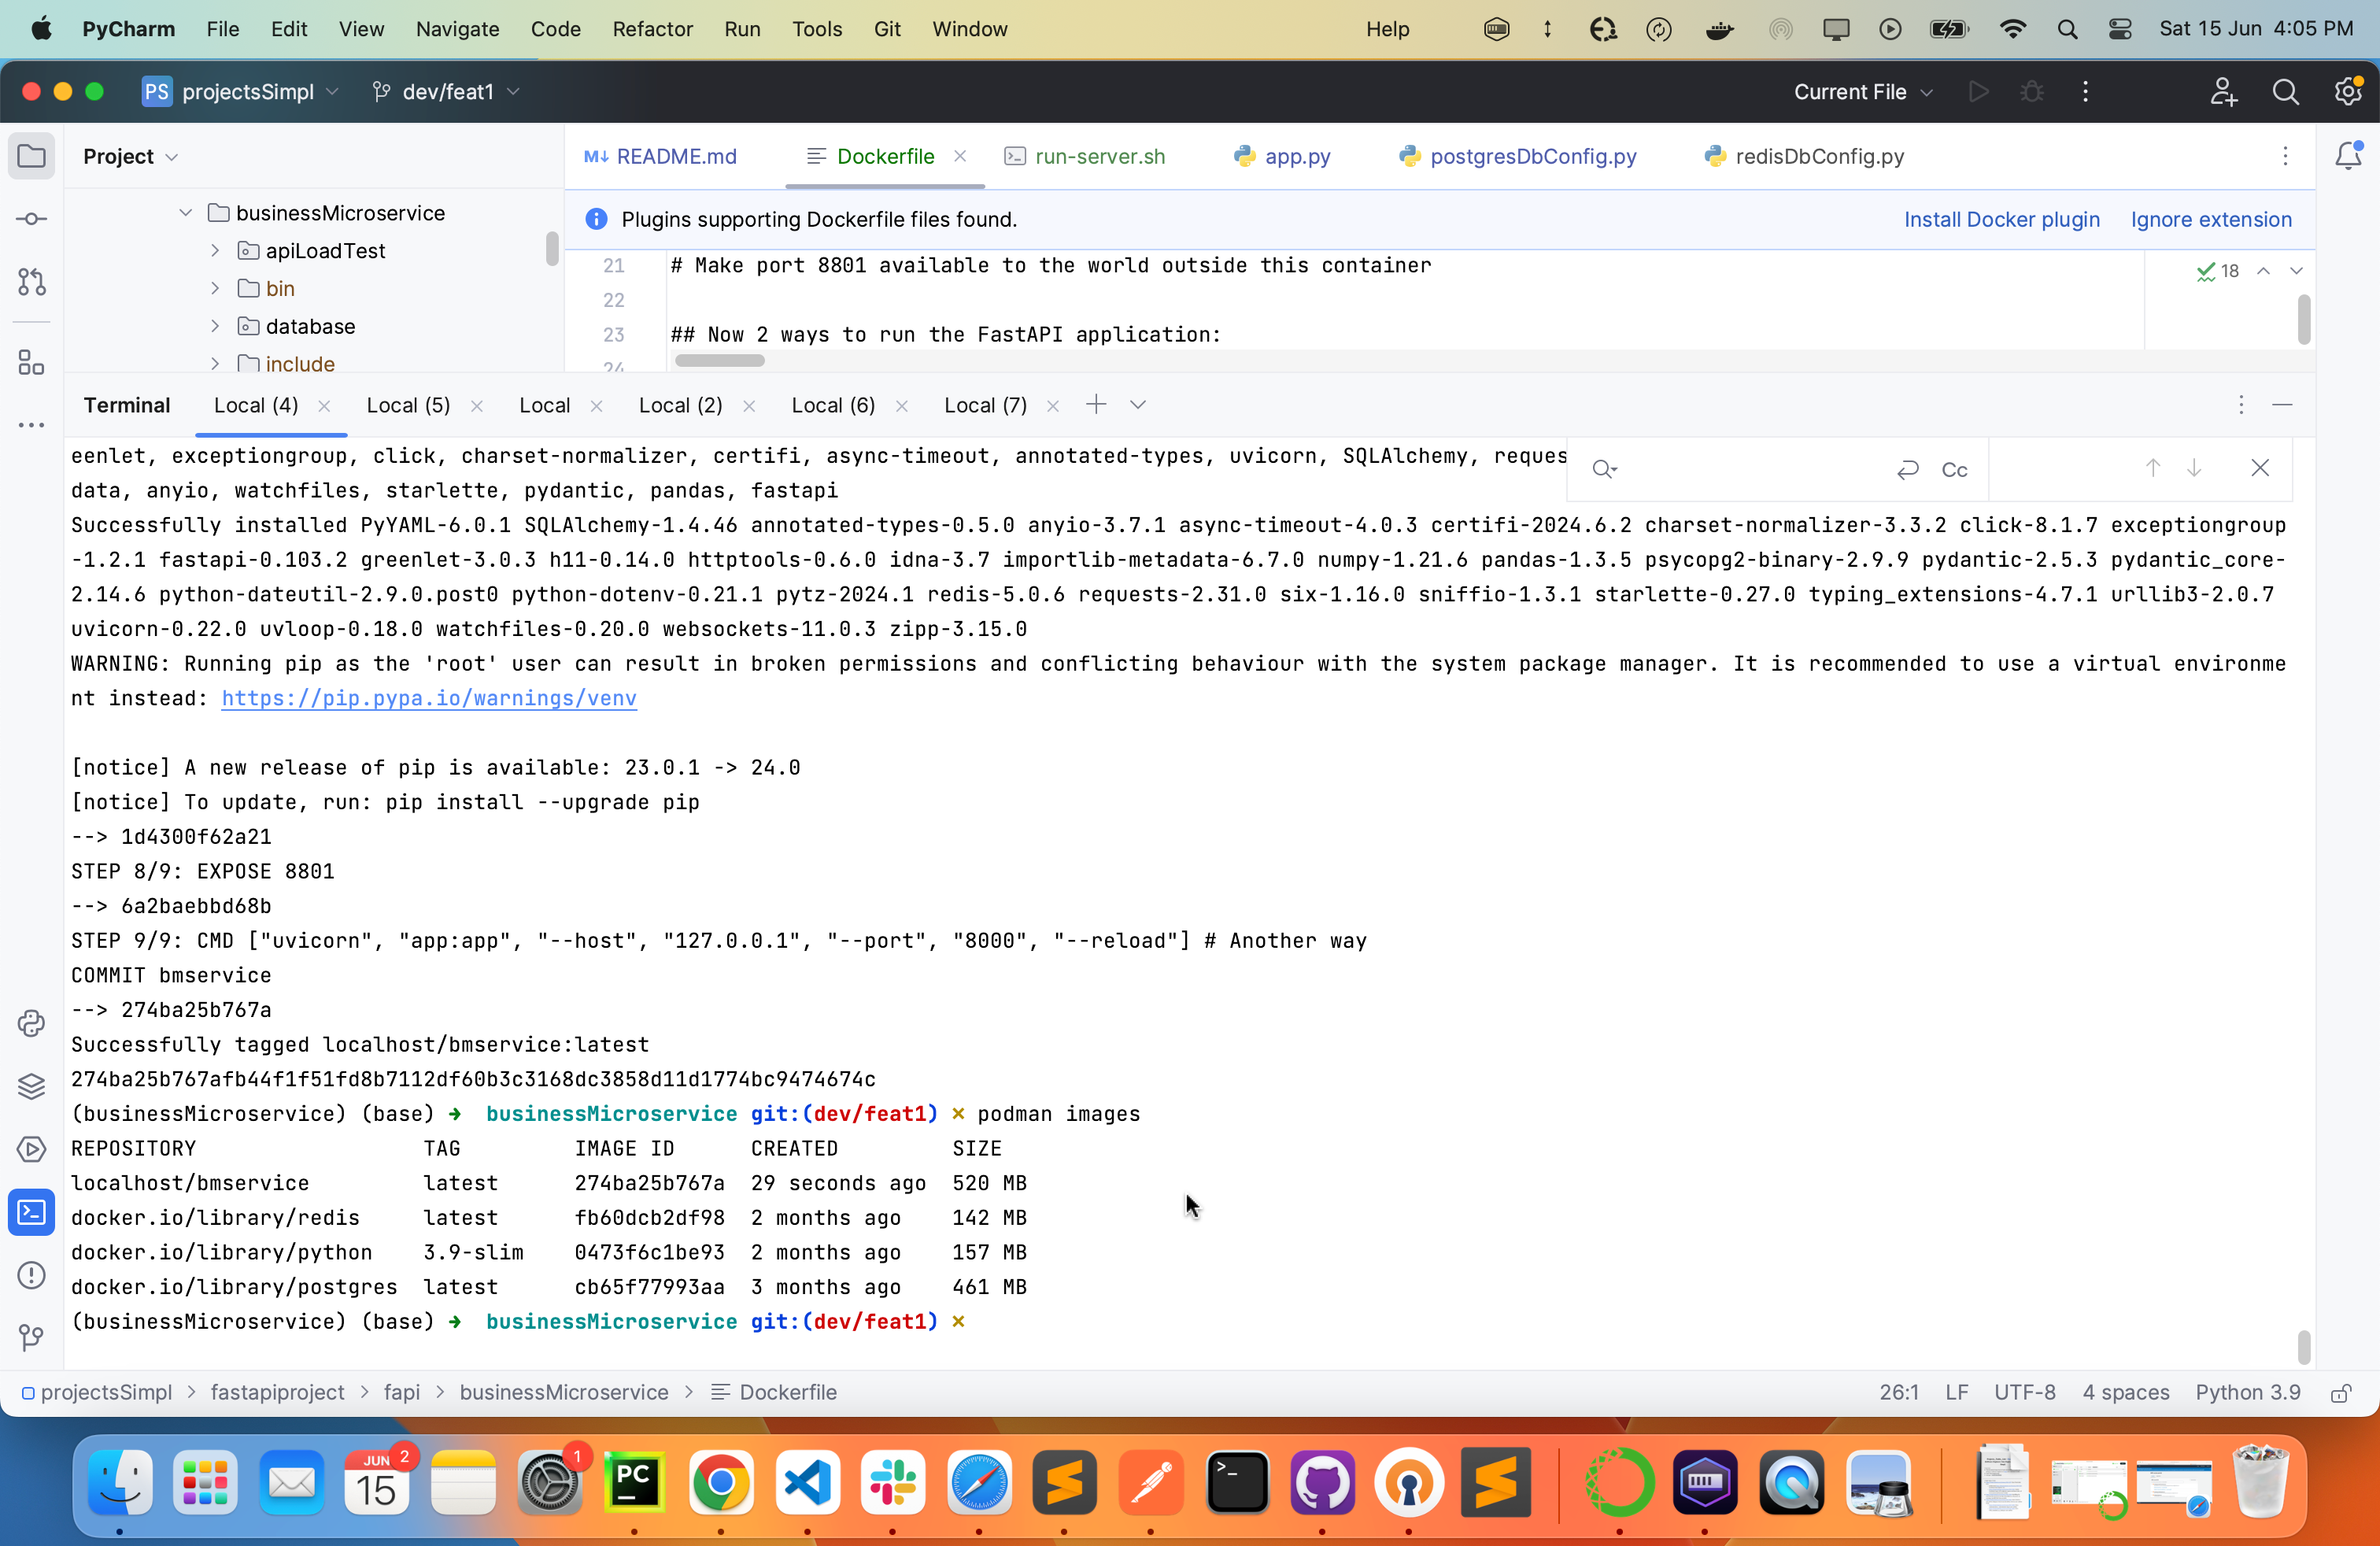 PyCharm File Edit View Navigate Code Refactor Run Tools Git Window Help Sat 15 Jun 4:05 PM
PS projectsSimpl dev/feat1 Current File
Project
README.md Dockerfile run-server.sh app.py postgresDbConfig.py redisDbConfig.py
businessMicroservice
apiLoadTest
bin
database
include
Plugins supporting Dockerfile files found. Install Docker plugin Ignore extension
21 # Make port 8801 available to the world outside this container
18
22
23 ## Now 2 ways to run the FastAPI application:
24
Terminal Local (4) Local (5) Local Local (2) Local (6) Local (7)
Cc
eenlet, exceptiongroup, click, charset-normalizer, certifi, async-timeout, annotated-types, uvicorn, SQLAlchemy, reques
data, anyio, watchfiles, starlette, pydantic, pandas, fastapi
Successfully installed PyYAML-6.0.1 SQLAlchemy-1.4.46 annotated-types-0.5.0 anyio-3.7.1 async-timeout-4.0.3 certifi-2024.6.2 charset-normalizer-3.3.2 click-8.1.7 exceptiongroup
-1.2.1 fastapi-0.103.2 greenlet-3.0.3 h11-0.14.0 httptools-0.6.0 idna-3.7 importlib-metadata-6.7.0 numpy-1.21.6 pandas-1.3.5 psycopg2-binary-2.9.9 pydantic-2.5.3 pydantic_core-
2.14.6 python-dateutil-2.9.0.post0 python-dotenv-0.21.1 pytz-2024.1 redis-5.0.6 requests-2.31.0 six-1.16.0 sniffio-1.3.1 starlette-0.27.0 typing_extensions-4.7.1 urllib3-2.0.7
uvicorn-0.22.0 uvloop-0.18.0 watchfiles-0.20.0 websockets-11.0.3 zipp-3.15.0
WARNING: Running pip as the 'root' user can result in broken permissions and conflicting behaviour with the system package manager. It is recommended to use a virtual environme
nt instead: https://pip.pypa.io/warnings/venv
[notice] A new release of pip is available: 23.0.1 -> 24.0
[notice] To update, run: pip install --upgrade pip
--> 1d4300f62a21
STEP 8/9: EXPOSE 8801
--> 6a2baebbd68b
STEP 9/9: CMD ["uvicorn", "app:app", "--host", "127.0.0.1", "--port", "8000", "--reload"] # Another way
COMMIT bmservice
--> 274ba25b767a
Successfully tagged localhost/bmservice:latest
274ba25b767afb44f1f51fd8b7112df60b3c3168dc3858d11d1774bc9474674c
(businessMicroservice) (base) ➜ businessMicroservice git:(dev/feat1) ✗ podman images
REPOSITORY TAG IMAGE ID CREATED SIZE
localhost/bmservice latest 274ba25b767a 29 seconds ago 520 MB
docker.io/library/redis latest fb60dcb2df98 2 months ago 142 MB
docker.io/library/python 3.9-slim 0473f6c1be93 2 months ago 157 MB
docker.io/library/postgres latest cb65f77993aa 3 months ago 461 MB
(businessMicroservice) (base) ➜ businessMicroservice git:(dev/feat1) ✗
projectsSimpl > fastapiproject > fapi > businessMicroservice > Dockerfile 26:1 LF UTF-8 4 spaces Python 3.9
JUN 2
15
1
PC